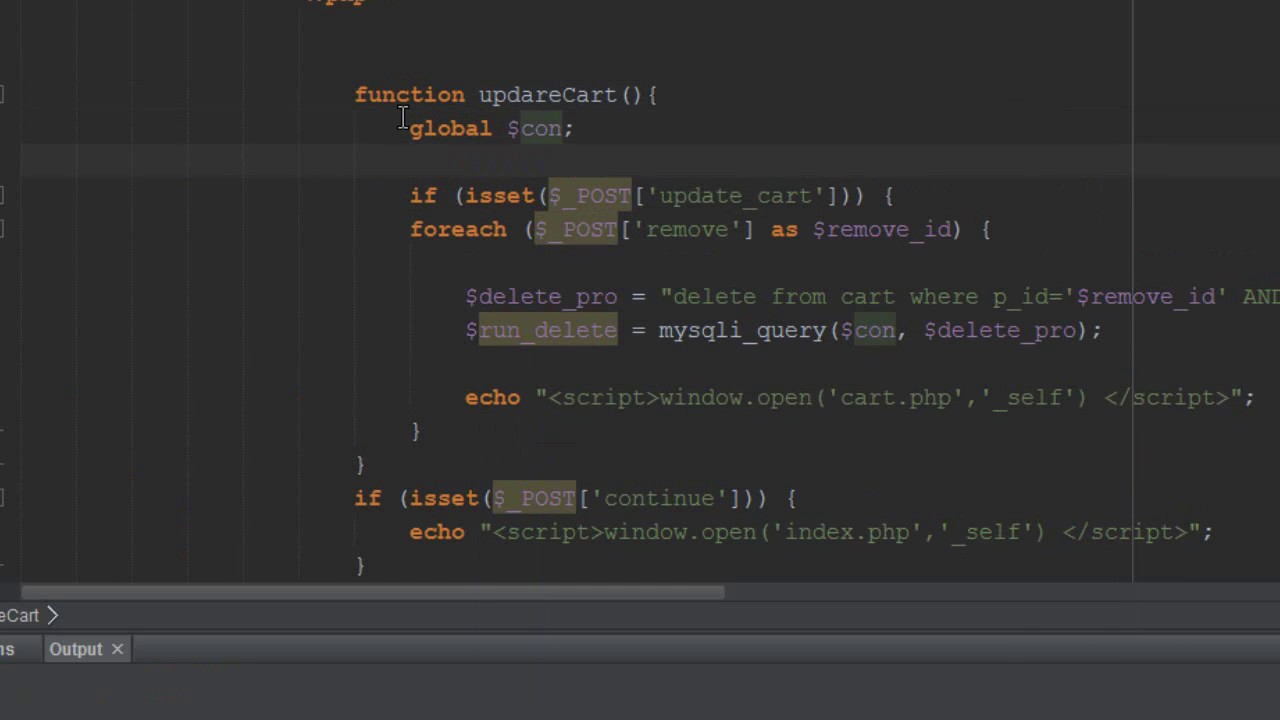 function updareCart(){
global $con;
if (isset($_POST['update_cart'])) {
foreach ($_POST['remove'] as $remove_id) {
$delete_pro = "delete from cart where p_id='$remove_id' AND
$run_delete = mysqli_query($con, $delete_pro);
echo "<script>window.open('cart.php','_self') </script>";
}
}
if (isset($_POST['continue'])) {
echo "<script>window.open('index.php','_self') </script>";
}
eCart
ns Output